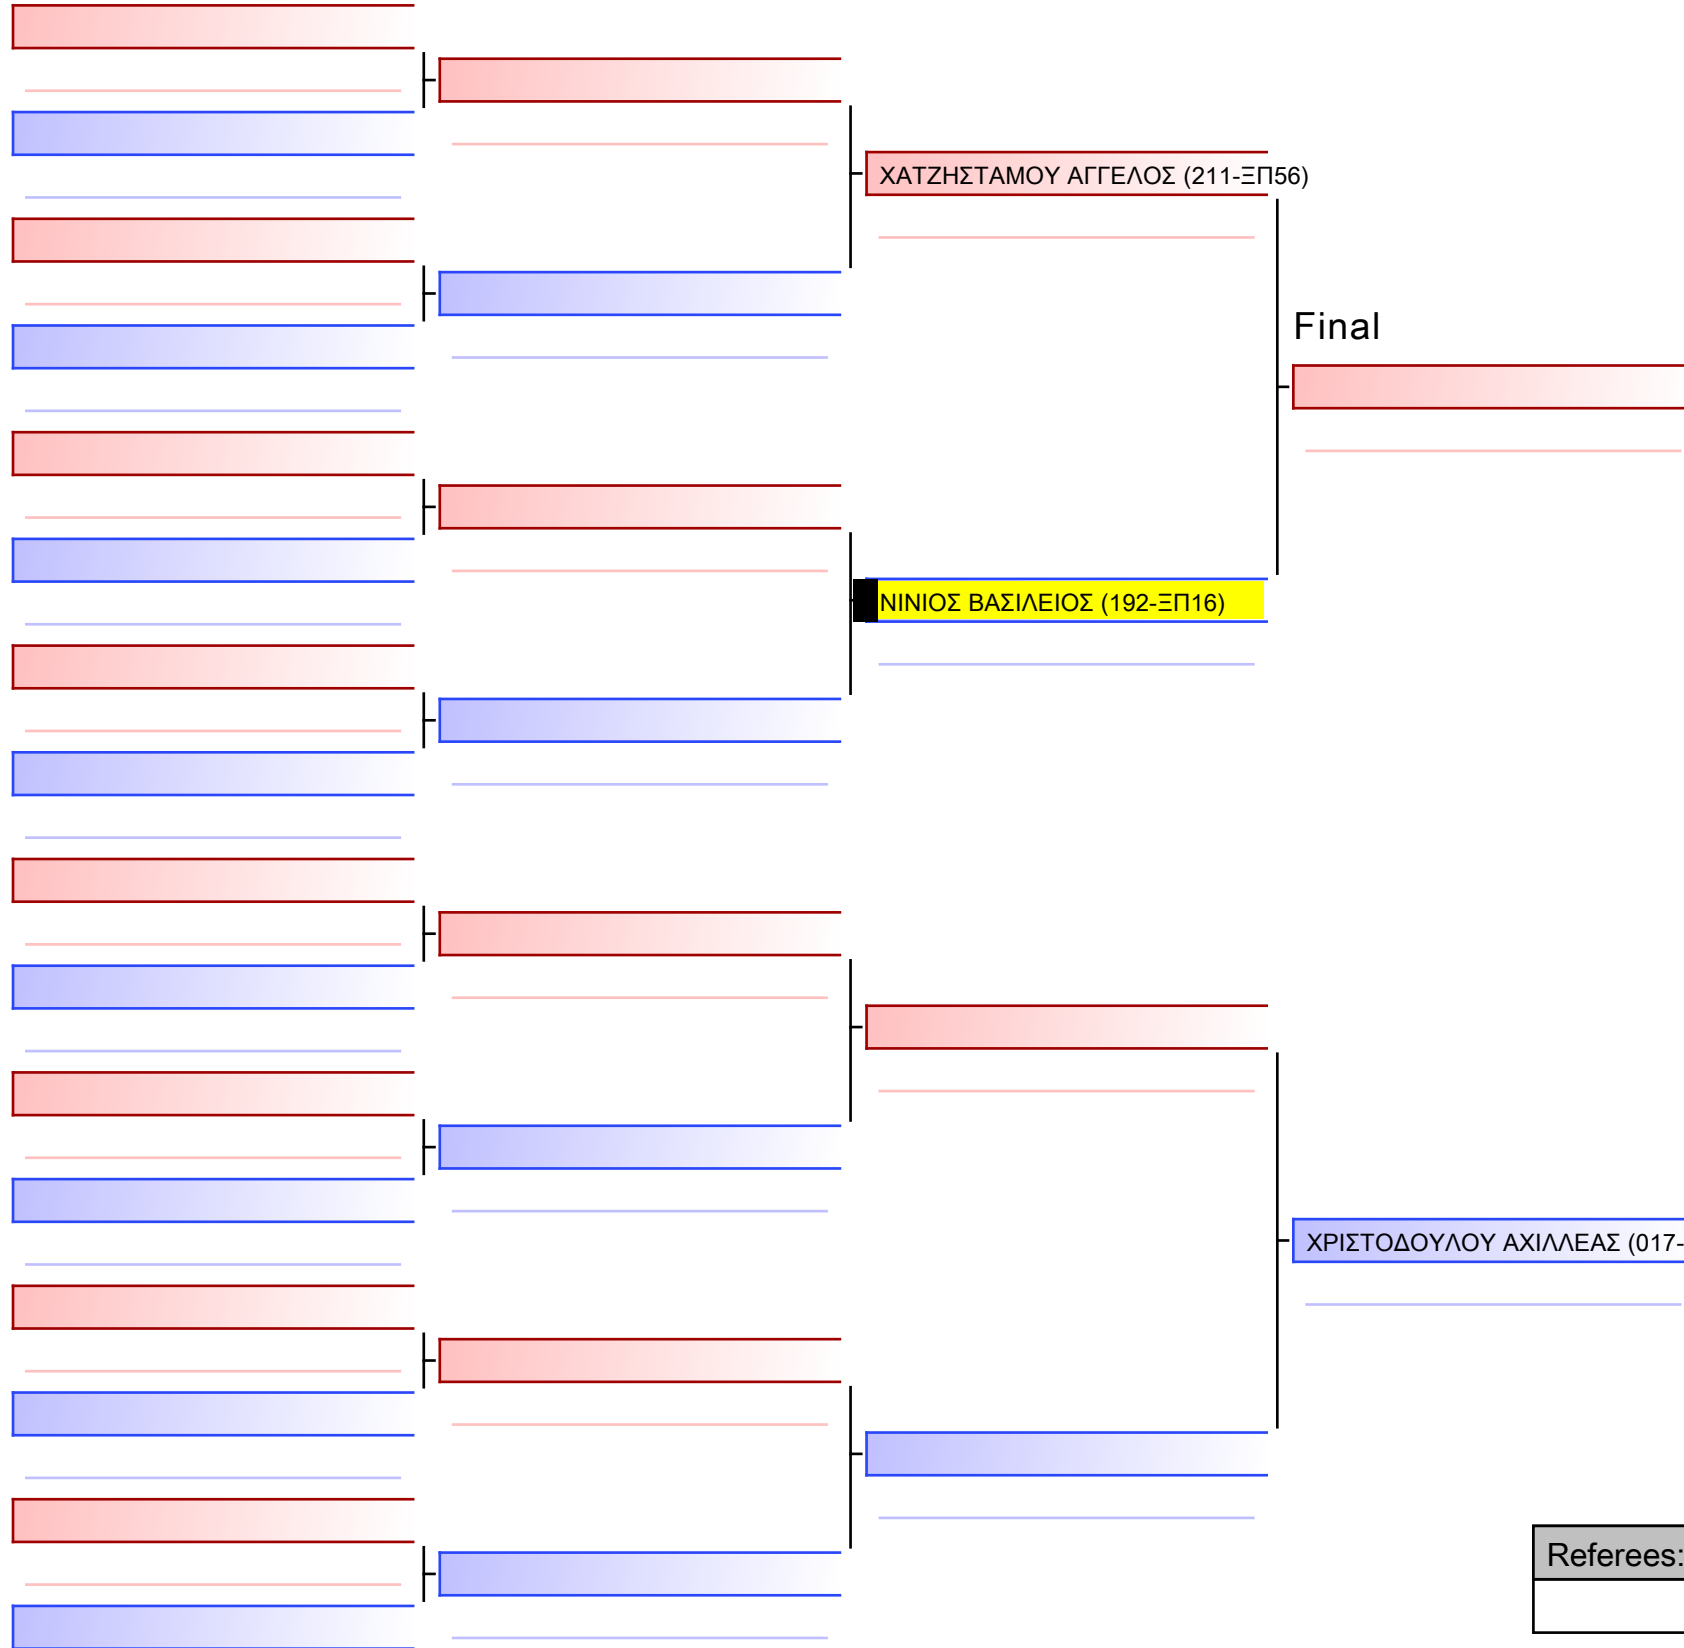 ΧΑΤΖΗΣΤΑΜΟΥ ΑΓΓΕΛΟΣ (211-ΞΠ56)
Final
ΝΙΝΙΟΣ ΒΑΣΙΛΕΙΟΣ (192-ΞΠ16)
ΧΡΙΣΤΟΔΟΥΛΟΥ ΑΧΙΛΛΕΑΣ (017-
Referees: